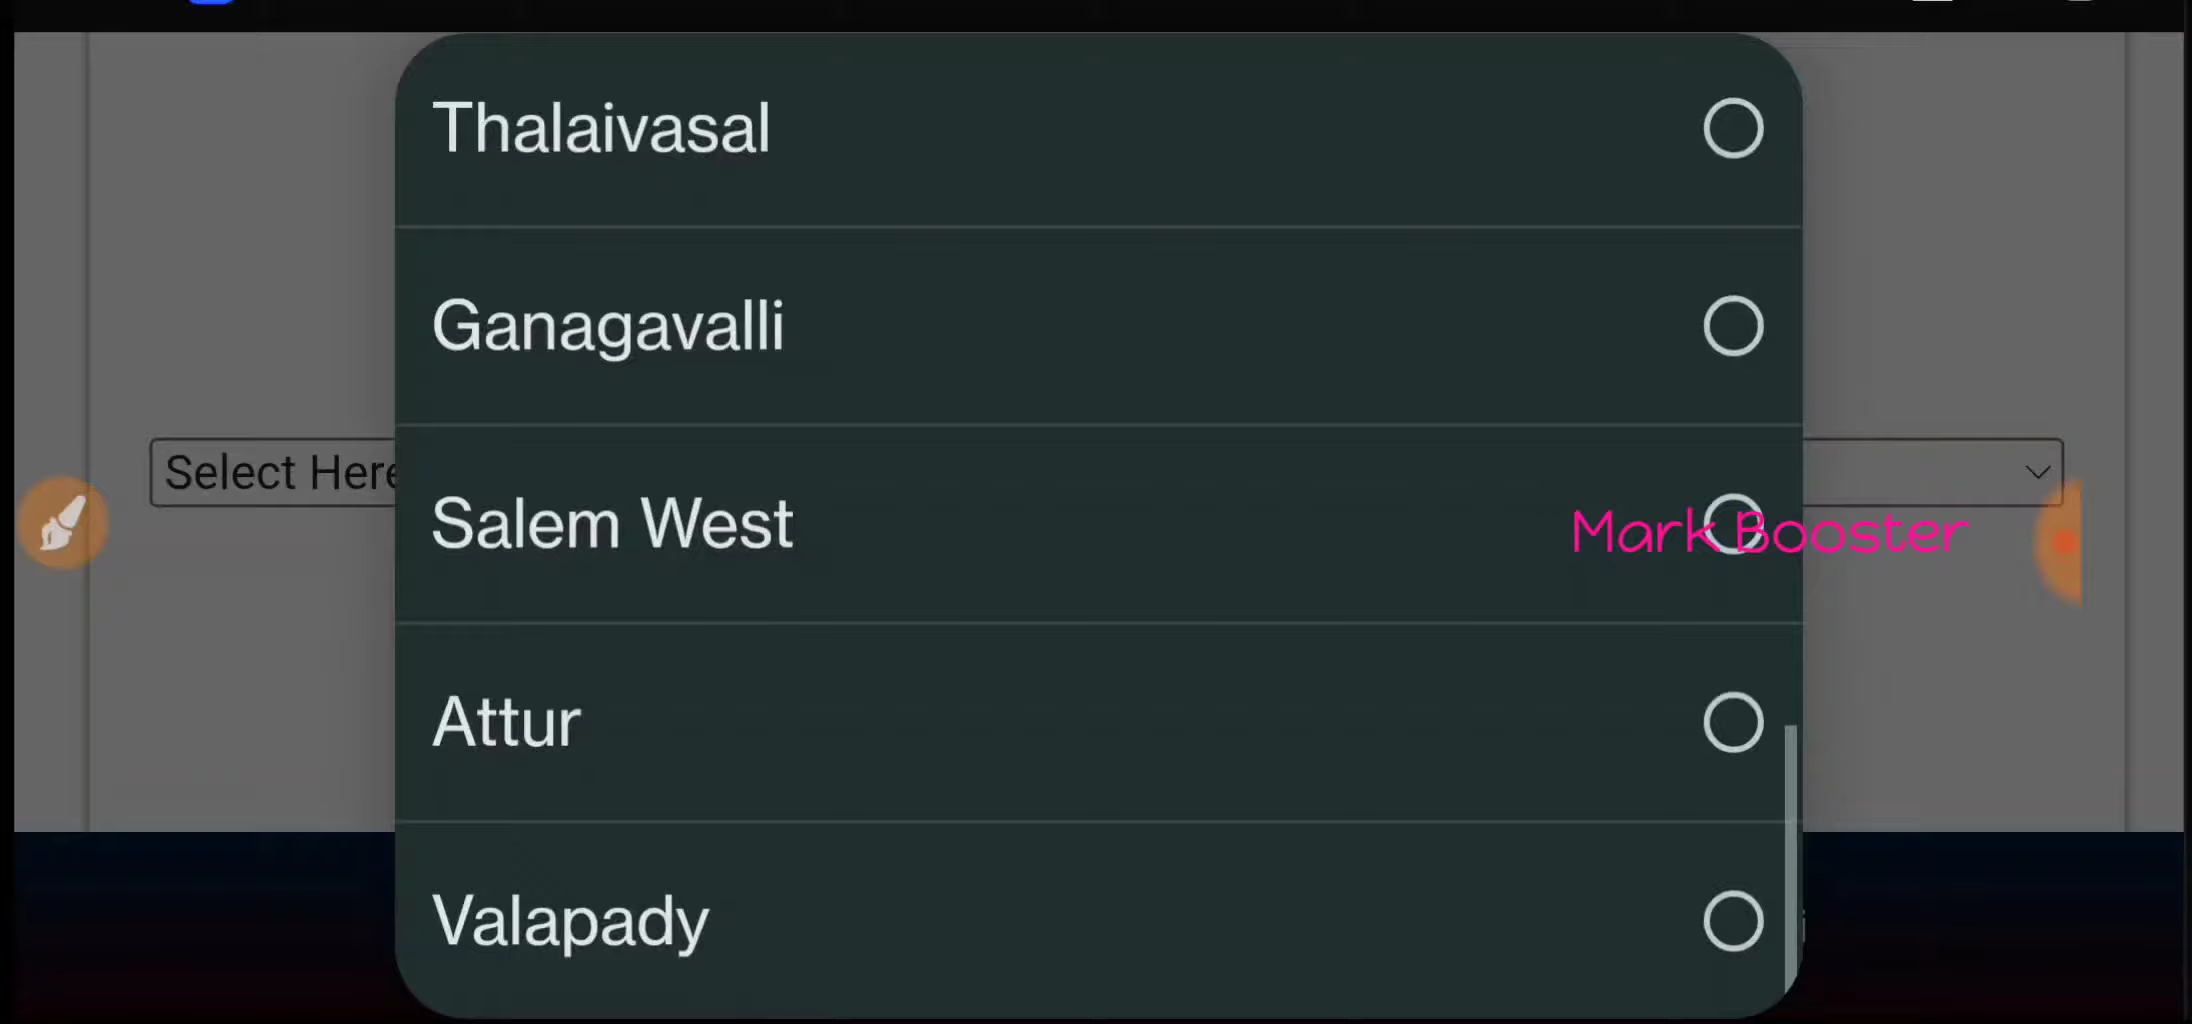 Thalaivasal
Ganagavalli
Select Here
Salem West
Mark Booster
Attur
Valapady